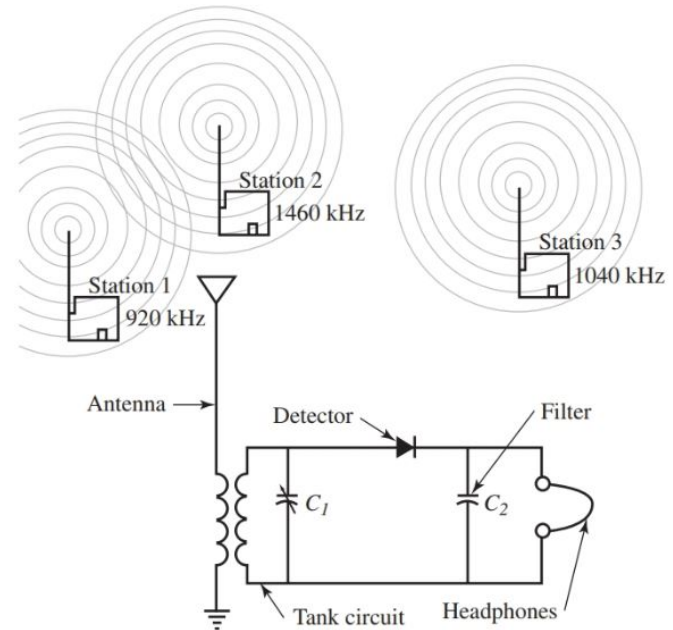 Station 2
1460 kHz
Station 3
1040 kHz
Station 1
920 kHz
Antenna
Detector
Filter
C1
C2
Tank circuit
Headphones